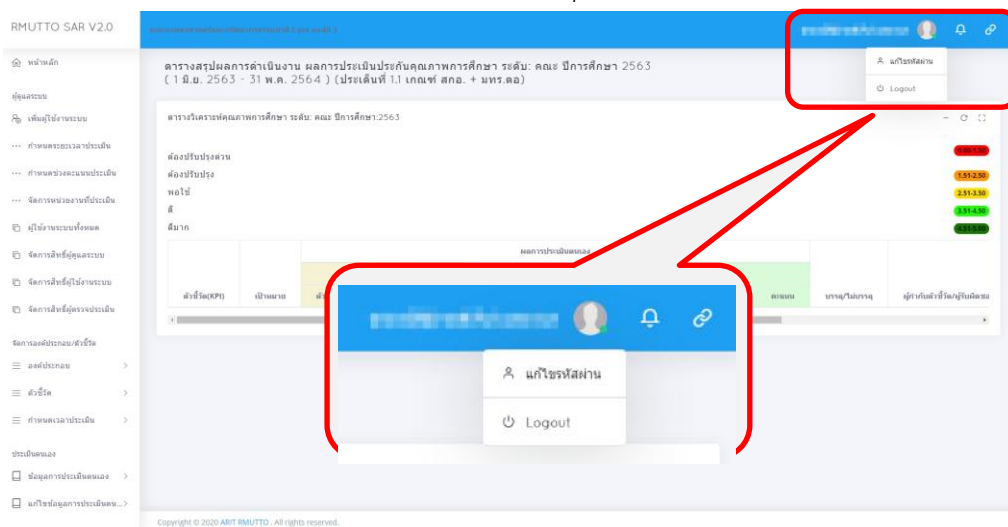 RMUTTO SAR V2.0
หน้าหลัก
ผู้ดูแลระบบ
เพิ่มผู้ใช้งานระบบ
กำหนดระยะเวลาประเมิน
กำหนดช่วงคะแนนประเมิน
จัดการหน่วยงานที่ประเมิน
ผู้ใช้งานระบบทั้งหมด
จัดการสิทธิ์ผู้ดูแลระบบ
จัดการสิทธิ์ผู้ใช้งานระบบ
จัดการสิทธิ์ผู้ตรวจประเมิน
จัดการองค์ประกอบ/ตัวชี้วัด
องค์ประกอบ
ตัวชี้วัด
กำหนดเวลาประเมิน
ประเมินตนเอง
ข้อมูลการประเมินตนเอง
แก้ไขข้อมูลการประเมินตน...
ตารางสรุปผลการดำเนินงาน ผลการประเมินประกันคุณภาพการศึกษา ระดับ: คณะ ปีการศึกษา 2563
( 1 มิ.ย. 2563 - 31 พ.ค. 2564 ) (ประเด็นที่ 1.1 เกณฑ์ สกอ. + มทร.ตอ)
แก้ไขรหัสผ่าน
Logout
ตารางวิเคราะห์คุณภาพการศึกษา ระดับ: คณะ ปีการศึกษา:2563
ต้องปรับปรุงด่วน 0.00-1.50
ต้องปรับปรุง 1.51-2.50
พอใช้ 2.51-3.50
ดี 3.51-4.50
ดีมาก 4.51-5.00
ผลการประเมินตนเอง
ตัวชี้วัด(KPI) เป้าหมาย คะแนน บรรลุ/ไม่บรรลุ ผู้กำกับตัวชี้วัด/ผู้รับผิดชอ
แก้ไขรหัสผ่าน
Logout
Copyright © 2020 ARIT RMUTTO . All rights reserved.